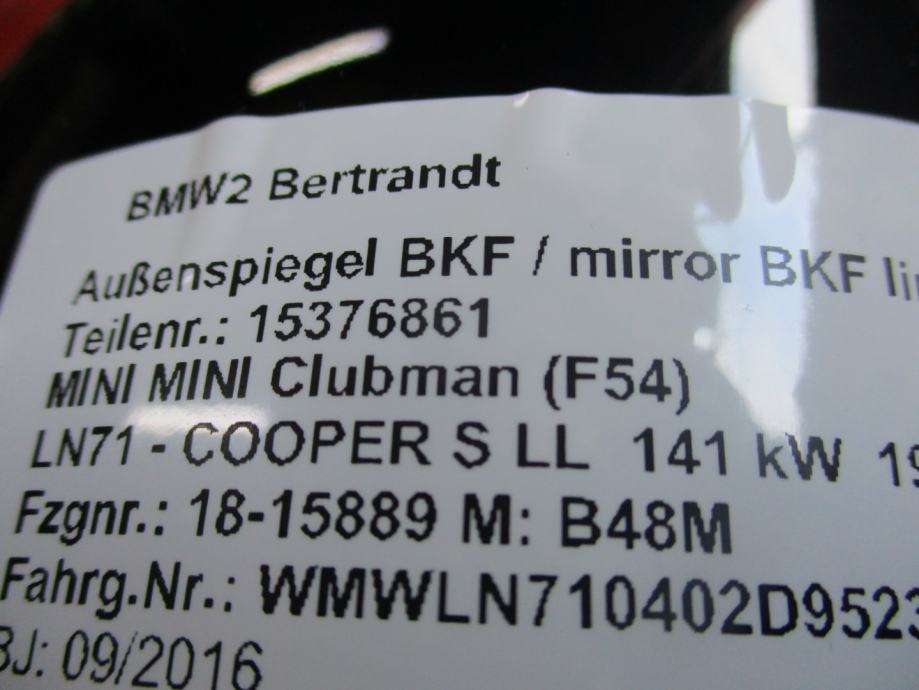 BMW2 Bertrandt
Außenspiegel BKF / mirror BKF
Teilenr.: 15376861
MINI MINI Clubman (F54)
LN71 - COOPER S LL 141 kW
Fzgnr.: 18-15889 M: B48M
Fahrg.Nr.: WMWLN710402D9523
BJ: 09/2016